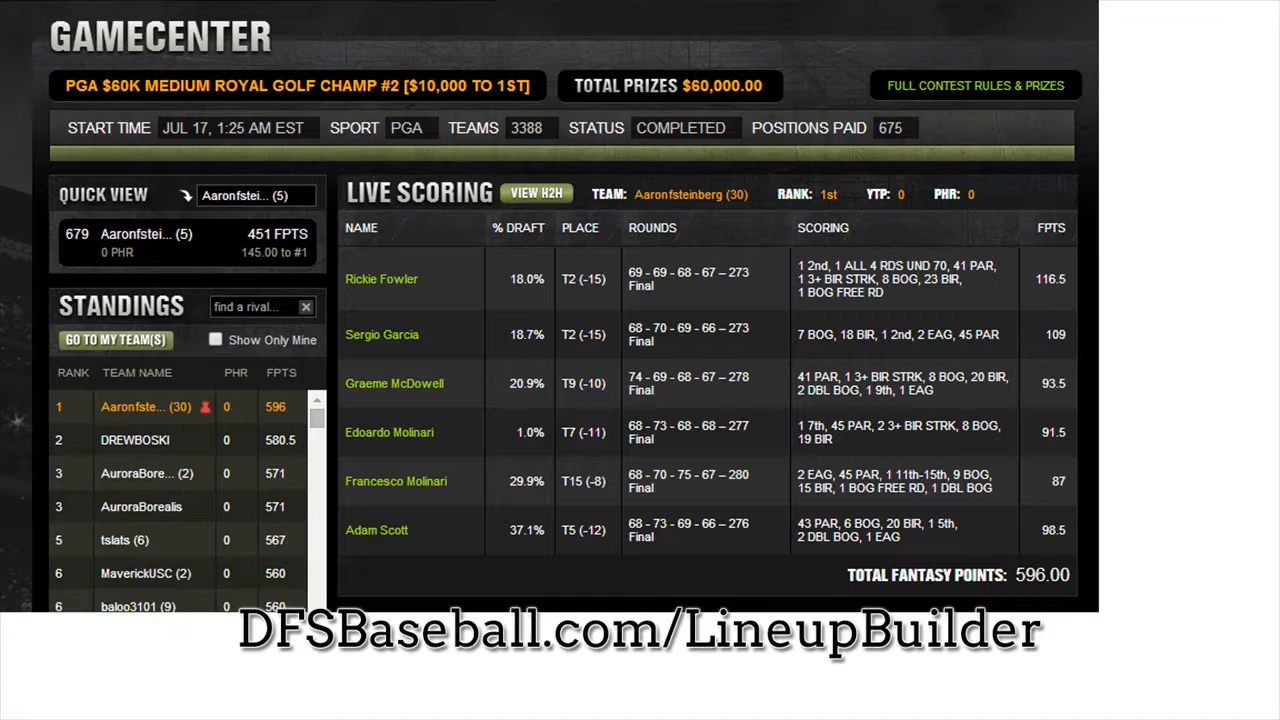 GAMECENTER
PGA $60K MEDIUM ROYAL GOLF CHAMP #2 [$10,000 TO 1ST]
TOTAL PRIZES $60,000.00
FULL CONTEST RULES & PRIZES
START TIME JUL 17, 1:25 AM EST SPORT PGA TEAMS 3388 STATUS COMPLETED POSITIONS PAID 675
QUICK VIEW Aaronfstei... (5)
679 Aaronfstei... (5) 451 FPTS
0 PHR 145.00 to #1
STANDINGS find a rival...
GO TO MY TEAM(S) Show Only Mine
RANK TEAM NAME PHR FPTS
1 Aaronfste... (30) 0 596
2 DREWBOSKI 0 580.5
3 AuroraBore... (2) 0 571
3 AuroraBorealis 0 571
5 tslats (6) 0 567
6 MaverickUSC (2) 0 560
6 baloo3101 (9) 0 560
LIVE SCORING VIEW H2H TEAM: Aaronfsteinberg (30) RANK: 1st YTP: 0 PHR: 0
NAME % DRAFT PLACE ROUNDS SCORING FPTS
Rickie Fowler 18.0% T2 (-15) 69 - 69 - 68 - 67 – 273
Final
1 2nd, 1 ALL 4 RDS UND 70, 41 PAR,
1 3+ BIR STRK, 8 BOG, 23 BIR,
1 BOG FREE RD
116.5
Sergio Garcia 18.7% T2 (-15) 68 - 70 - 69 - 66 – 273
Final
7 BOG, 18 BIR, 1 2nd, 2 EAG, 45 PAR
109
Graeme McDowell 20.9% T9 (-10) 74 - 69 - 68 - 67 – 278
Final
41 PAR, 1 3+ BIR STRK, 8 BOG, 20 BIR,
2 DBL BOG, 1 9th, 1 EAG
93.5
Edoardo Molinari 1.0% T7 (-11) 68 - 73 - 68 - 68 – 277
Final
1 7th, 45 PAR, 2 3+ BIR STRK, 8 BOG,
19 BIR
91.5
Francesco Molinari 29.9% T15 (-8) 68 - 70 - 75 - 67 – 280
Final
2 EAG, 45 PAR, 1 11th-15th, 9 BOG,
15 BIR, 1 BOG FREE RD, 1 DBL BOG
87
Adam Scott 37.1% T5 (-12) 68 - 73 - 69 - 66 – 276
Final
43 PAR, 6 BOG, 20 BIR, 1 5th,
2 DBL BOG, 1 EAG
98.5
TOTAL FANTASY POINTS: 596.00
DFSBaseball.com/LineupBuilder